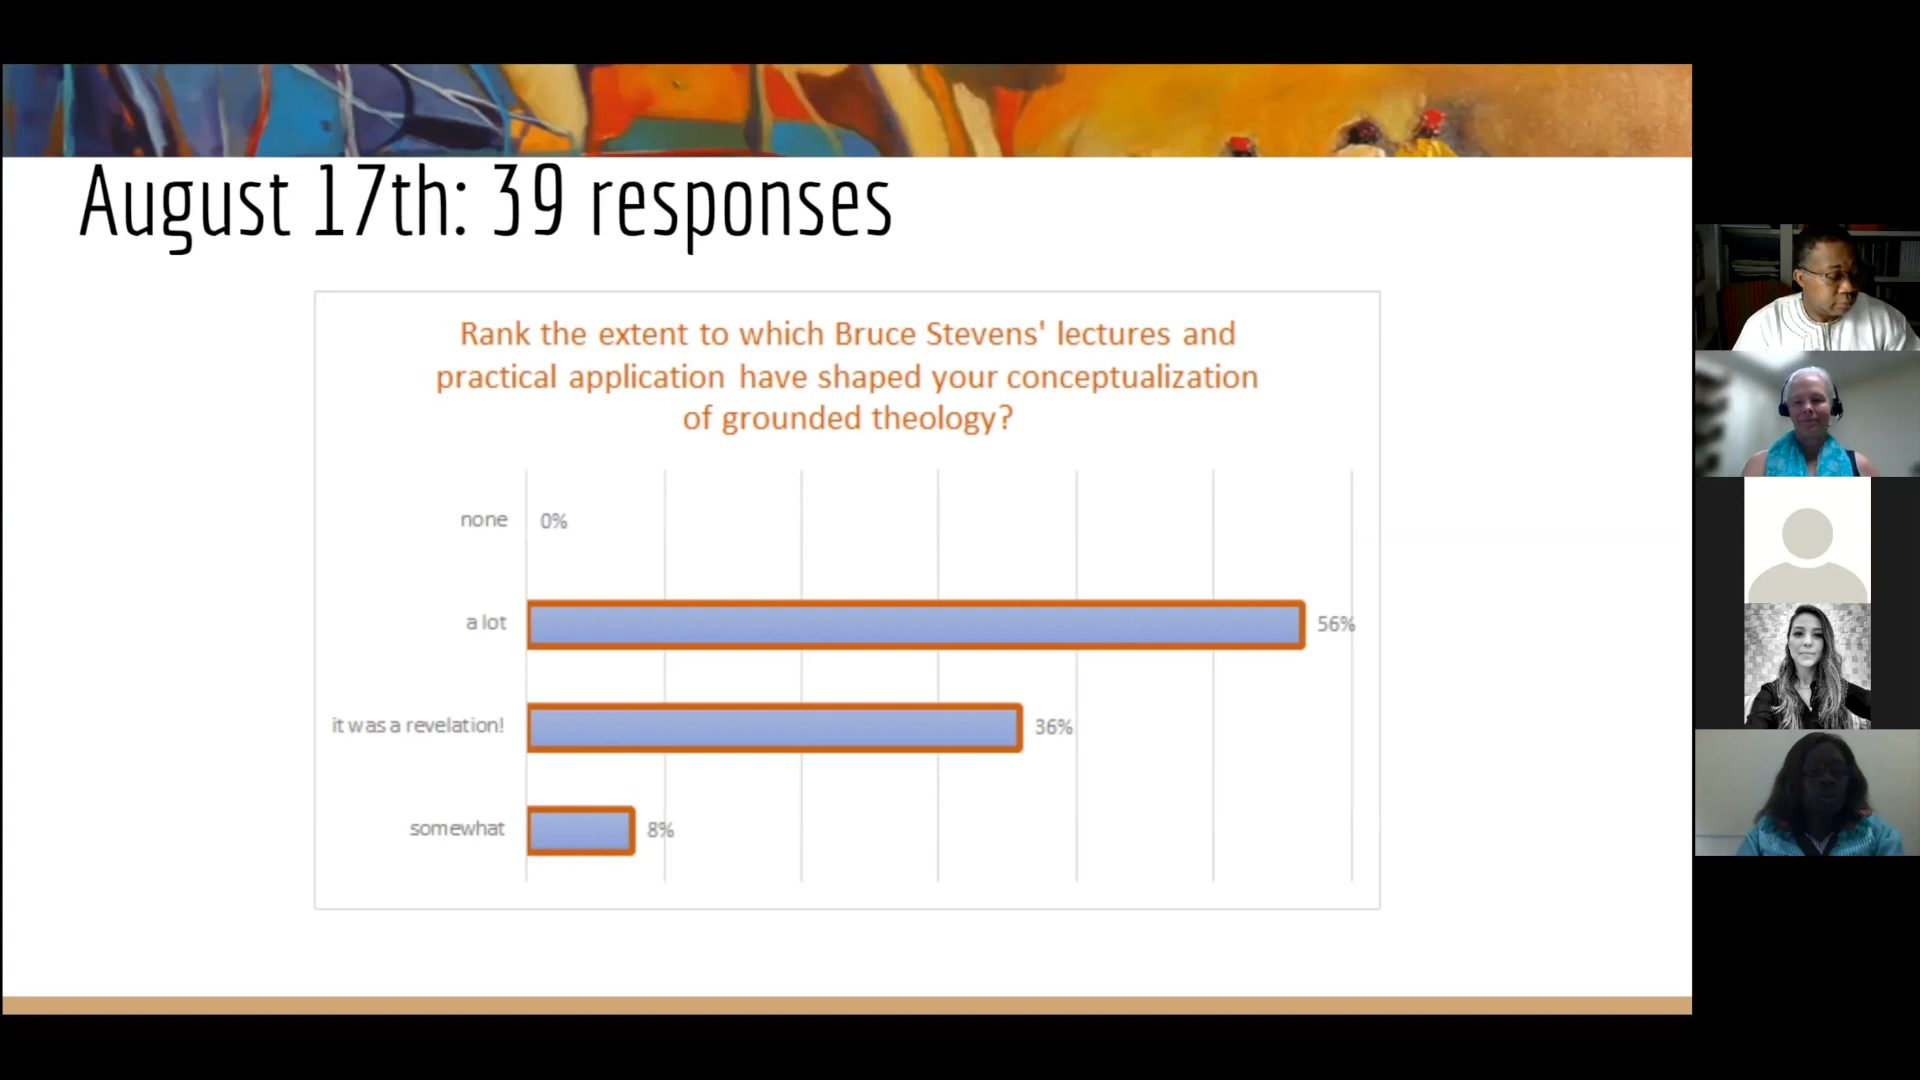 August 17th: 39 responses
Rank the extent to which Bruce Stevens' lectures and
practical application have shaped your conceptualization
of grounded theology?
none 0%
a lot 56%
it was a revelation! 36%
somewhat 8%